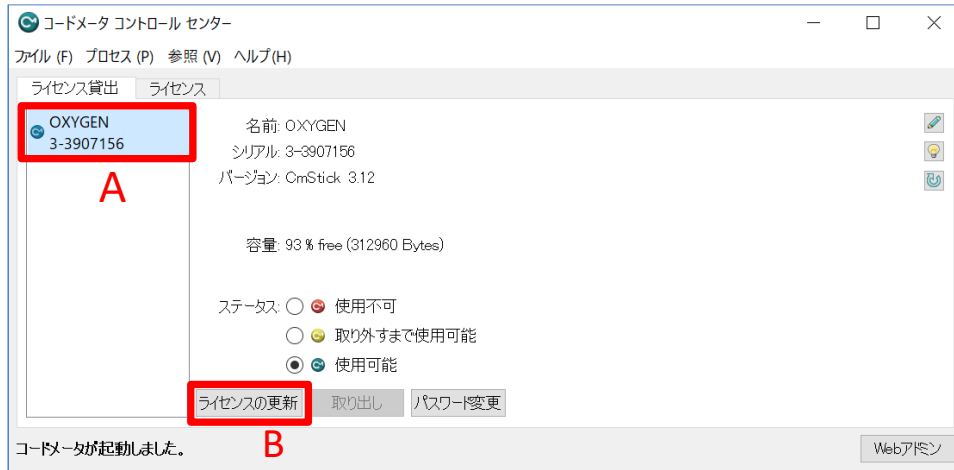 コードメータ コントロール センター
ファイル (F) プロセス (P) 参照 (V) ヘルプ(H)
ライセンス貸出 ライセンス
OXYGEN
3-3907156
A
名前: OXYGEN
シリアル: 3-3907156
バージョン: CmStick 3.12
容量: 93 % free (312960 Bytes)
ステータス: 使用不可
取り外すまで使用可能
使用可能
ライセンスの更新 取り出し パスワード変更
B
コードメータが起動しました。 Webアドミン